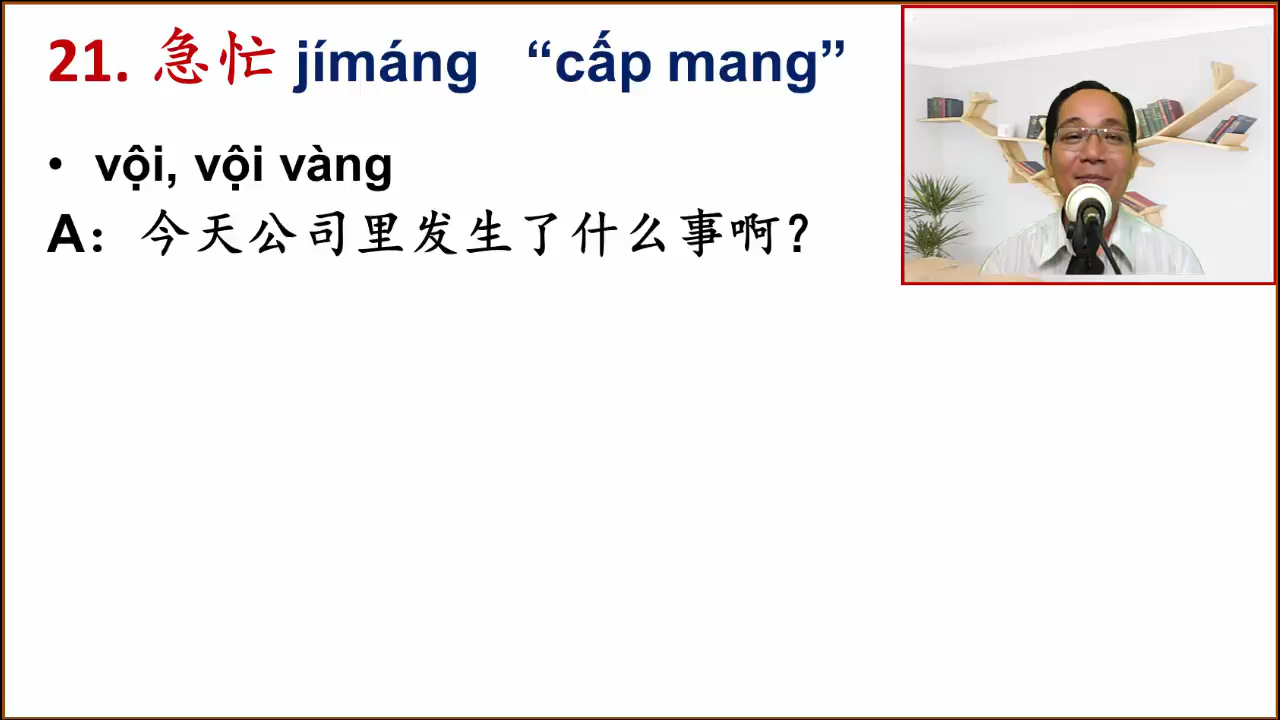 21. 急忙 jímáng “cấp mang”
• vội, vội vàng
A：今天公司里发生了什么事啊？